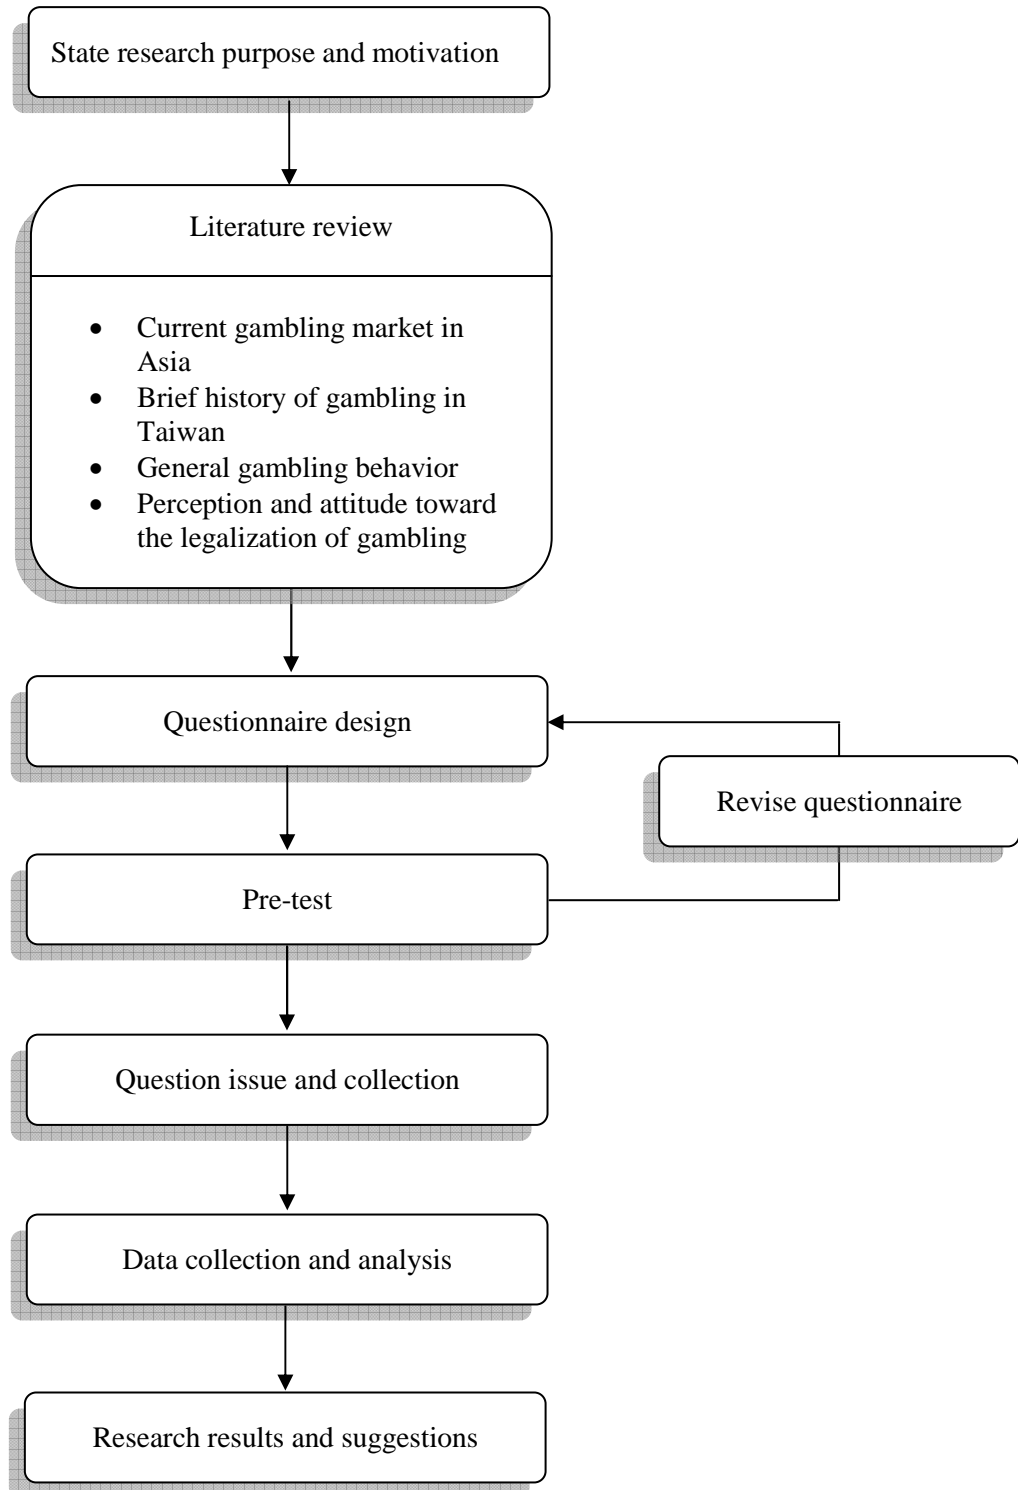 State research purpose and motivation
Literature review
• Current gambling market in
Asia
• Brief history of gambling in
Taiwan
• General gambling behavior
• Perception and attitude toward
the legalization of gambling
Questionnaire design
Revise questionnaire
Pre-test
Question issue and collection
Data collection and analysis
Research results and suggestions